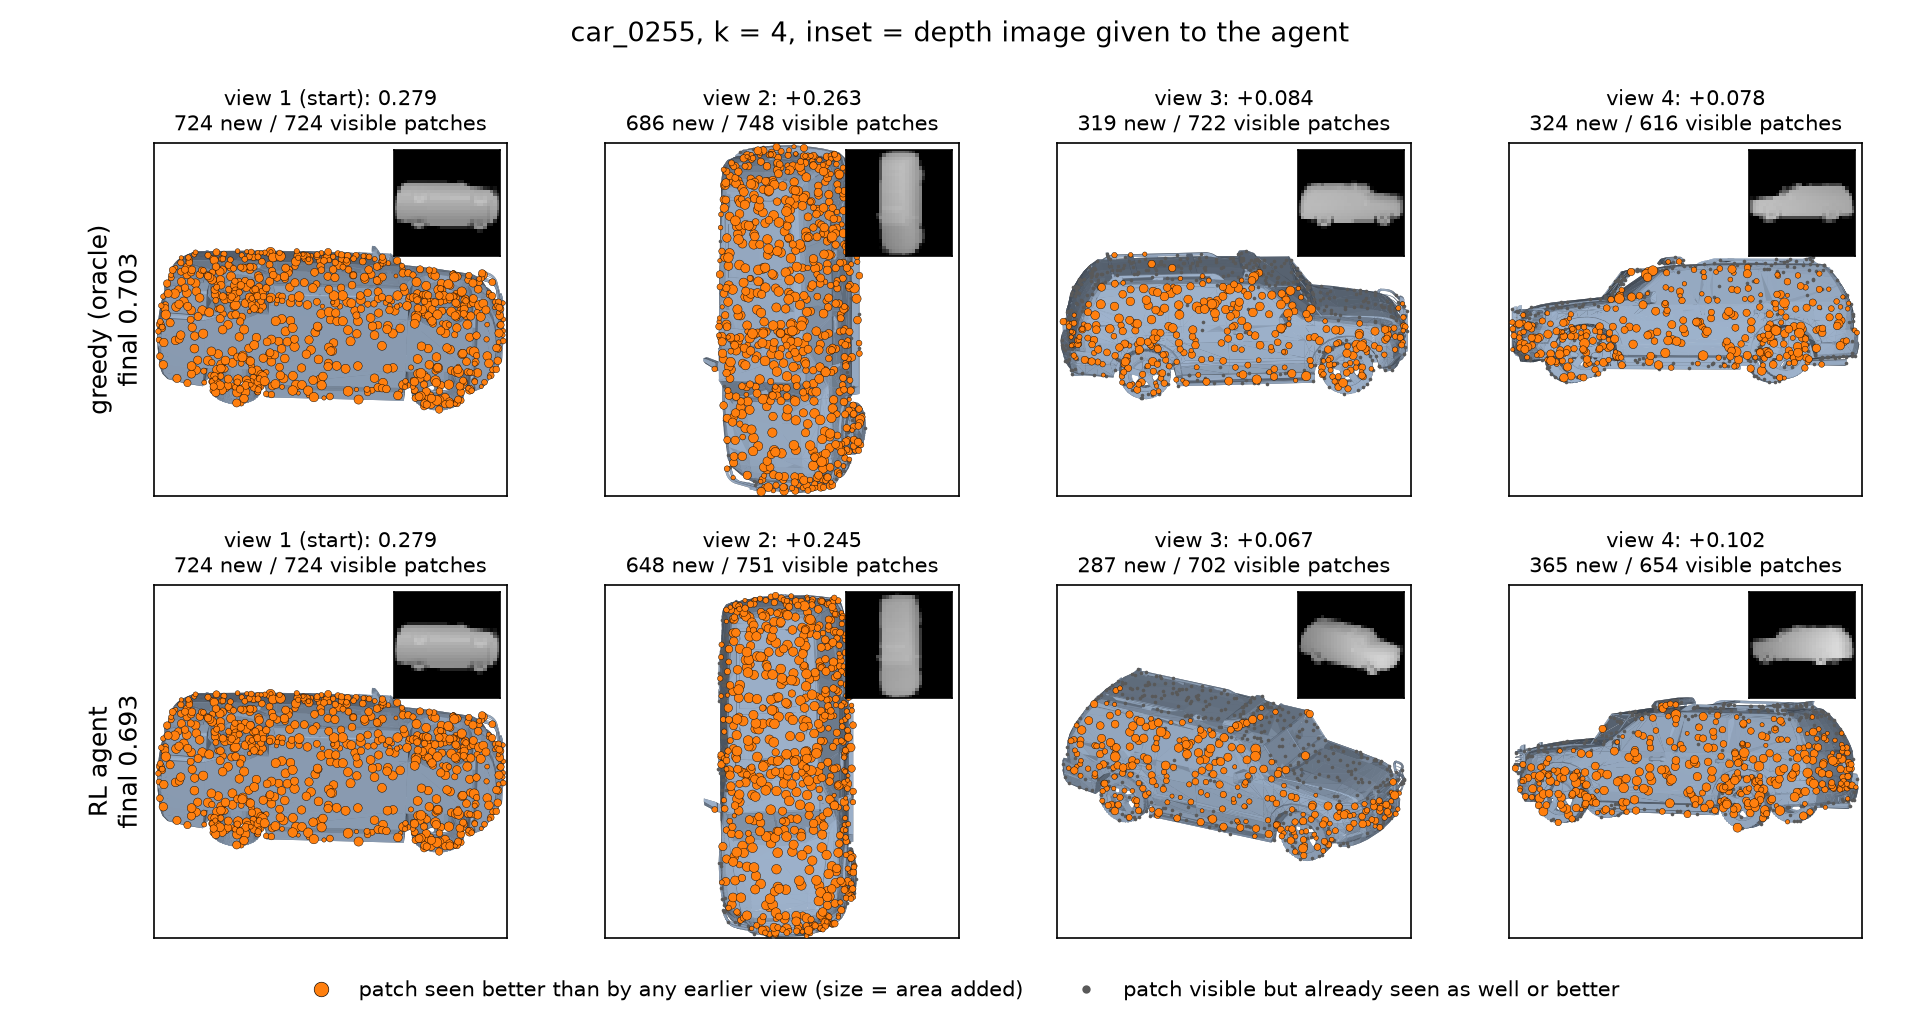 car_0255, k = 4, inset = depth image given to the agent
view 1 (start): 0.279
724 new / 724 visible patches
view 2: +0.263
686 new / 748 visible patches
view 3: +0.084
319 new / 722 visible patches
view 4: +0.078
324 new / 616 visible patches
greedy (oracle)
final 0.703
view 1 (start): 0.279
724 new / 724 visible patches
view 2: +0.245
648 new / 751 visible patches
view 3: +0.067
287 new / 702 visible patches
view 4: +0.102
365 new / 654 visible patches
RL agent
final 0.693
patch seen better than by any earlier view (size = area added)
patch visible but already seen as well or better